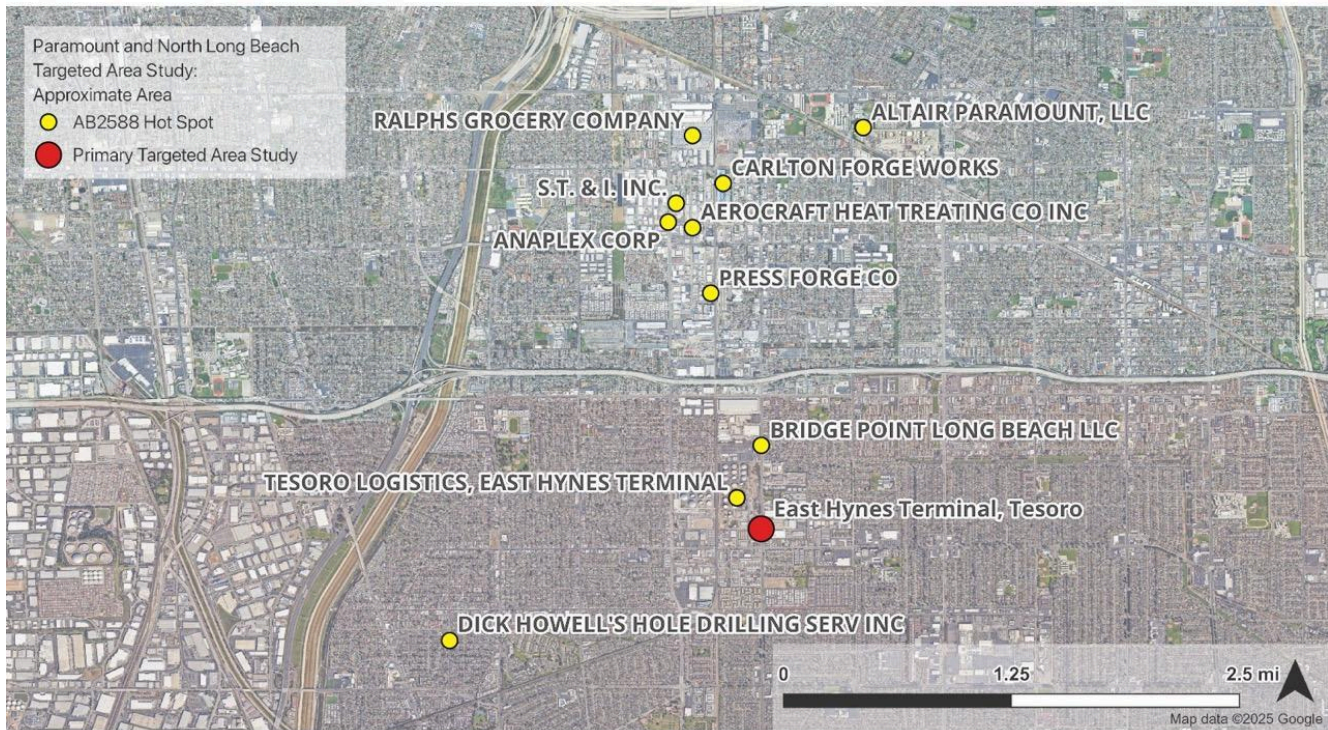 Paramount and North Long Beach
Targeted Area Study:
Approximate Area
AB2588 Hot Spot
Primary Targeted Area Study
RALPHS GROCERY COMPANY
ALTAIR PARAMOUNT, LLC
CARLTON FORGE WORKS
S.T. & I. INC.
AEROCRAFT HEAT TREATING CO INC
ANAPLEX CORP
PRESS FORGE CO
BRIDGE POINT LONG BEACH LLC
TESORO LOGISTICS, EAST HYNES TERMINAL
East Hynes Terminal, Tesoro
DICK HOWELL'S HOLE DRILLING SERV INC
0 1.25 2.5 mi
Map data ©2025 Google